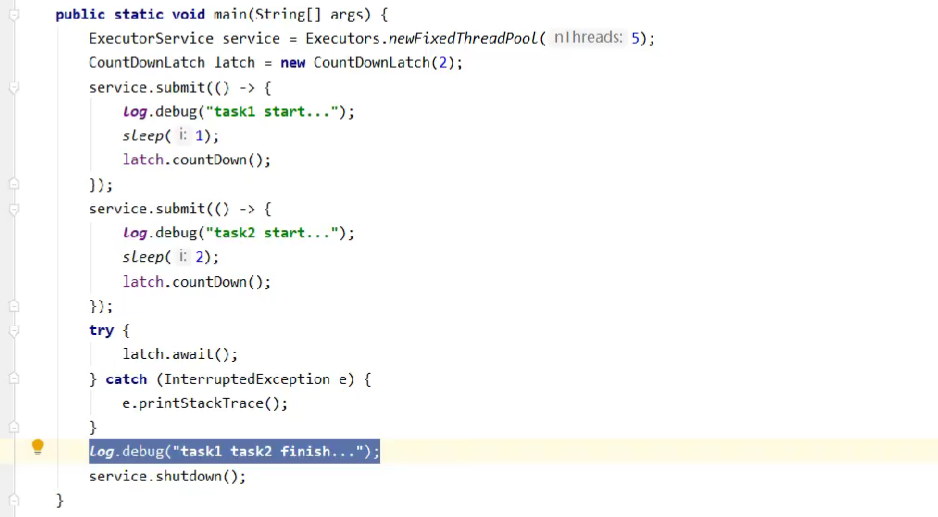 public static void main(String[] args) {
ExecutorService service = Executors.newFixedThreadPool( nThreads: 5);
CountDownLatch latch = new CountDownLatch(2);
service.submit(() -> {
log.debug("task1 start...");
sleep( i: 1);
latch.countDown();
});
service.submit(() -> {
log.debug("task2 start...");
sleep( i: 2);
latch.countDown();
});
try {
latch.await();
} catch (InterruptedException e) {
e.printStackTrace();
}
log.debug("task1 task2 finish...");
service.shutdown();
}